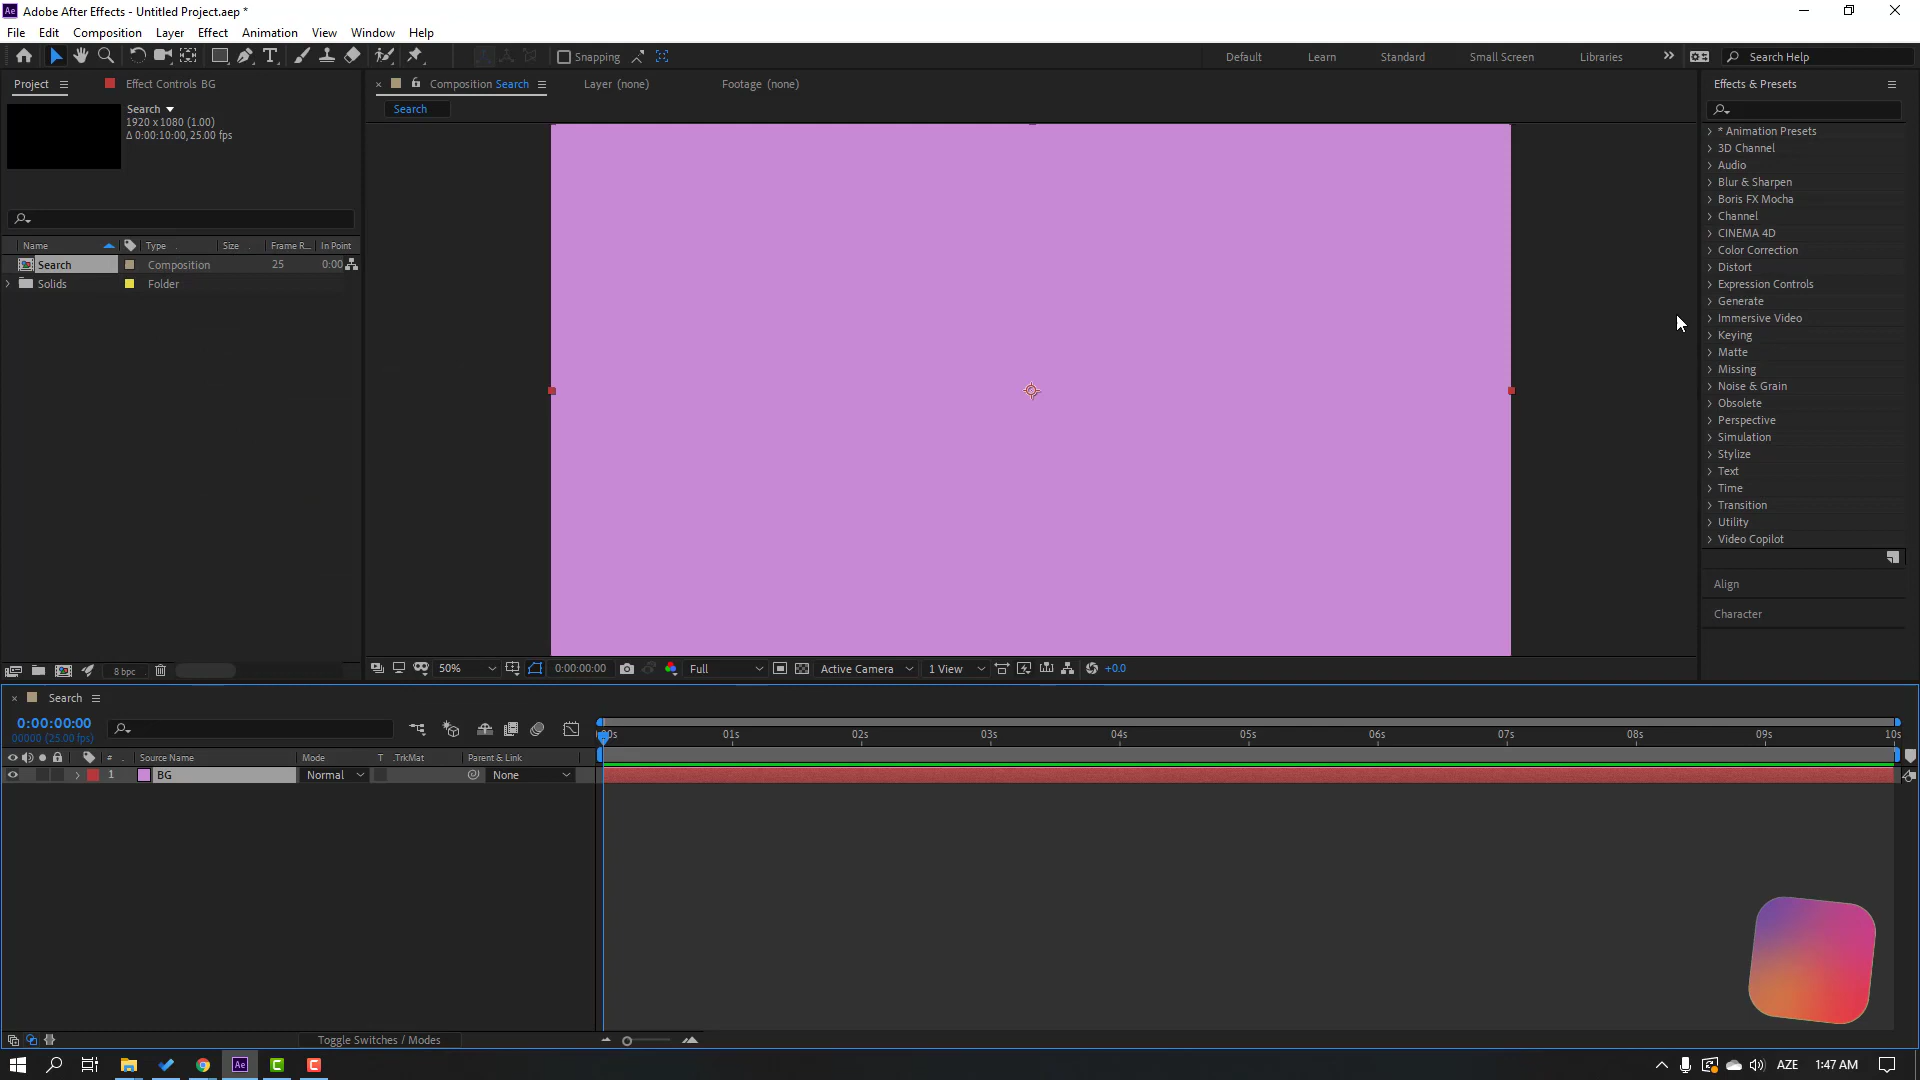 Ae Adobe After Effects - Untitled Project.aep *
File Edit Composition Layer Effect Animation View Window Help
T Snapping Default Learn Standard Small Screen Libraries Search Help
Project Effect Controls BG Composition Search Layer (none) Footage (none) Effects & Presets
Search
1920 x 1080 (1.00)
Δ 0:00:10:00, 25.00 fps
Search
Name Type Size Frame R... In Point
Search Composition 25 0:00
Solids Folder
* Animation Presets
3D Channel
Audio
Blur & Sharpen
Boris FX Mocha
Channel
CINEMA 4D
Color Correction
Distort
Expression Controls
Generate
Immersive Video
Keying
Matte
Missing
Noise & Grain
Obsolete
Perspective
Simulation
Stylize
Text
Time
Transition
Utility
Video Copilot
Align
Character
8 bpc 50% 0:00:00:00 Full Active Camera 1 View +0.0
Search
0:00:00:00
00000 (25.00 fps)
00s 01s 02s 03s 04s 05s 06s 07s 08s 09s 10s
# Source Name Mode T .TrkMat Parent & Link
1 BG Normal None
Toggle Switches / Modes
Ae C C AZE 1:47 AM